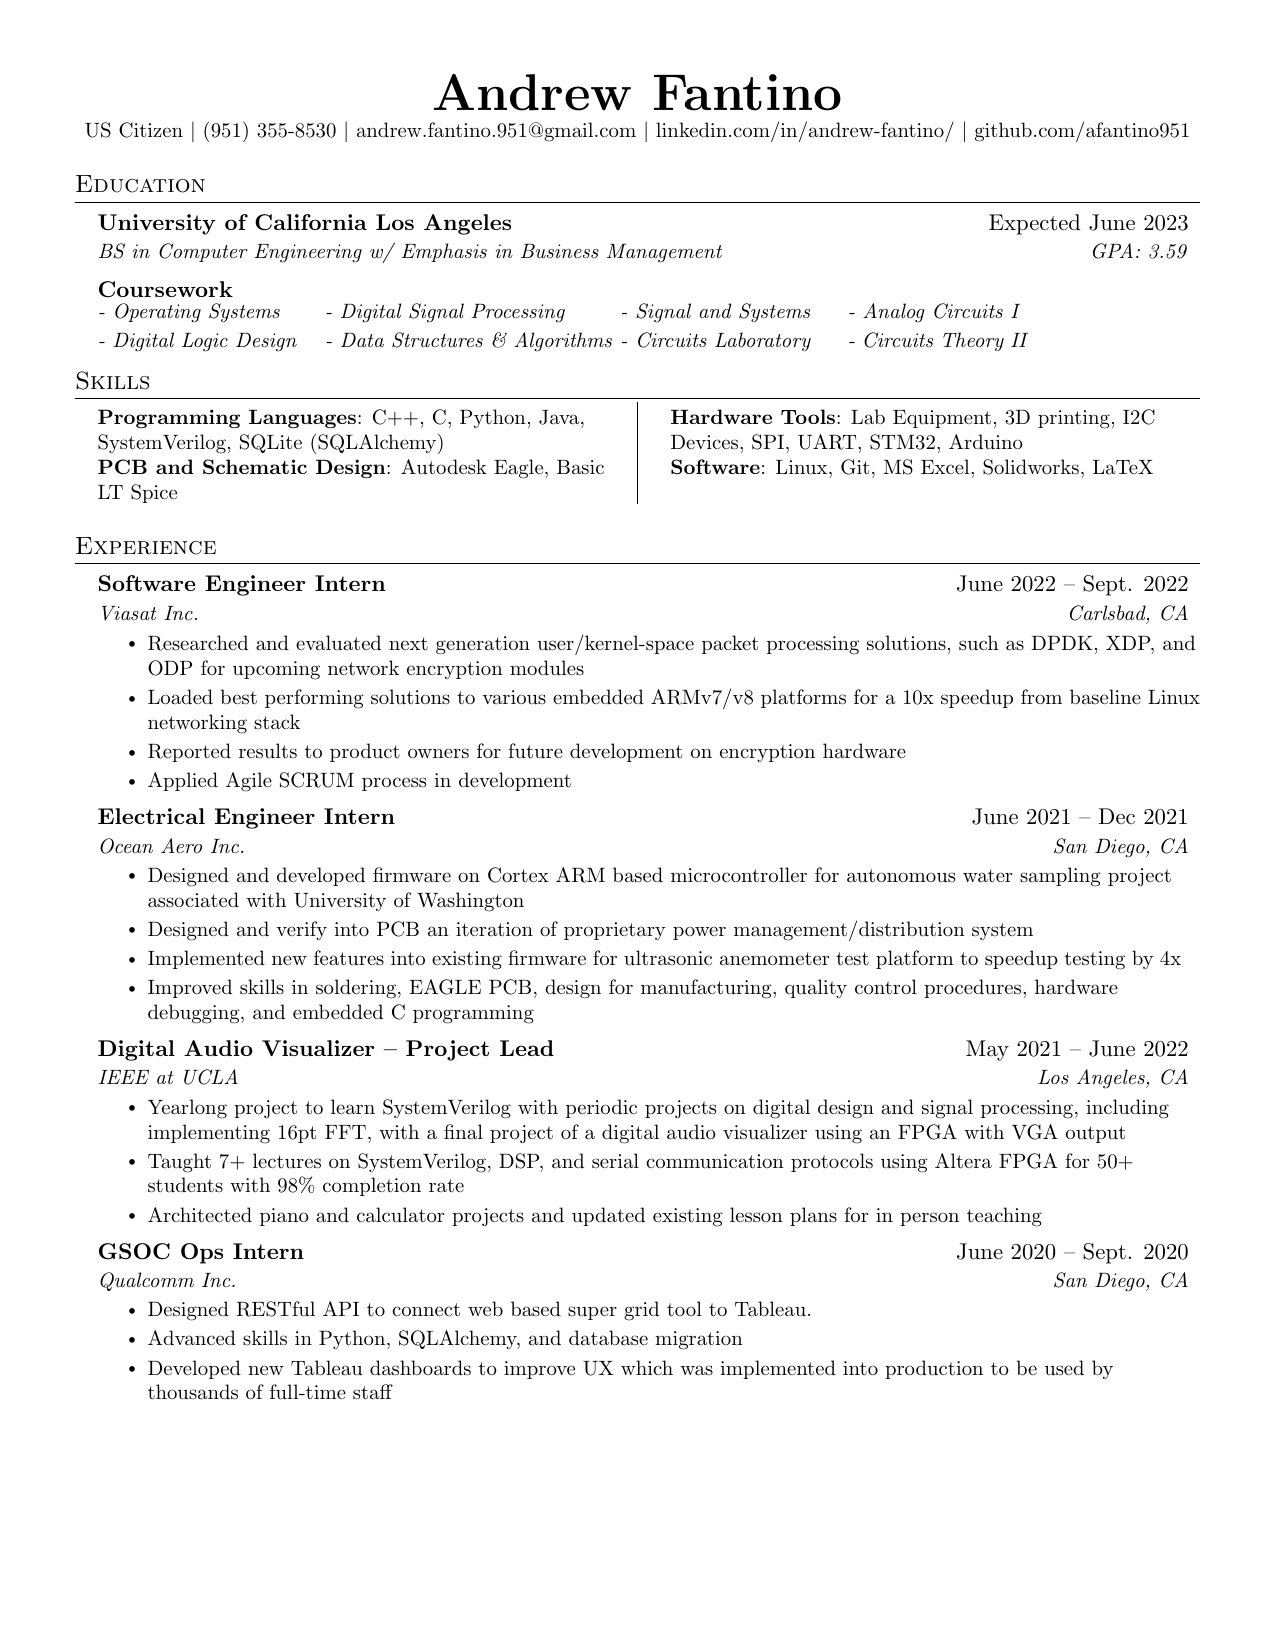 Andrew Fantino
US Citizen | (951) 355-8530 | andrew.fantino.951@gmail.com | linkedin.com/in/andrew-fantino/ | github.com/afantino951
Education
University of California Los Angeles Expected June 2023
BS in Computer Engineering w/ Emphasis in Business Management GPA: 3.59
Coursework
- Operating Systems - Digital Signal Processing - Signal and Systems - Analog Circuits I
- Digital Logic Design - Data Structures & Algorithms - Circuits Laboratory - Circuits Theory II
Skills
Programming Languages: C++, C, Python, Java,
SystemVerilog, SQLite (SQLAlchemy)
PCB and Schematic Design: Autodesk Eagle, Basic
LT Spice
Hardware Tools: Lab Equipment, 3D printing, I2C
Devices, SPI, UART, STM32, Arduino
Software: Linux, Git, MS Excel, Solidworks, LaTeX
Experience
Software Engineer Intern June 2022 – Sept. 2022
Viasat Inc. Carlsbad, CA
• Researched and evaluated next generation user/kernel-space packet processing solutions, such as DPDK, XDP, and
ODP for upcoming network encryption modules
• Loaded best performing solutions to various embedded ARMv7/v8 platforms for a 10x speedup from baseline Linux
networking stack
• Reported results to product owners for future development on encryption hardware
• Applied Agile SCRUM process in development
Electrical Engineer Intern June 2021 – Dec 2021
Ocean Aero Inc. San Diego, CA
• Designed and developed firmware on Cortex ARM based microcontroller for autonomous water sampling project
associated with University of Washington
• Designed and verify into PCB an iteration of proprietary power management/distribution system
• Implemented new features into existing firmware for ultrasonic anemometer test platform to speedup testing by 4x
• Improved skills in soldering, EAGLE PCB, design for manufacturing, quality control procedures, hardware
debugging, and embedded C programming
Digital Audio Visualizer – Project Lead May 2021 – June 2022
IEEE at UCLA Los Angeles, CA
• Yearlong project to learn SystemVerilog with periodic projects on digital design and signal processing, including
implementing 16pt FFT, with a final project of a digital audio visualizer using an FPGA with VGA output
• Taught 7+ lectures on SystemVerilog, DSP, and serial communication protocols using Altera FPGA for 50+
students with 98% completion rate
• Architected piano and calculator projects and updated existing lesson plans for in person teaching
GSOC Ops Intern June 2020 – Sept. 2020
Qualcomm Inc. San Diego, CA
• Designed RESTful API to connect web based super grid tool to Tableau.
• Advanced skills in Python, SQLAlchemy, and database migration
• Developed new Tableau dashboards to improve UX which was implemented into production to be used by
thousands of full-time staff